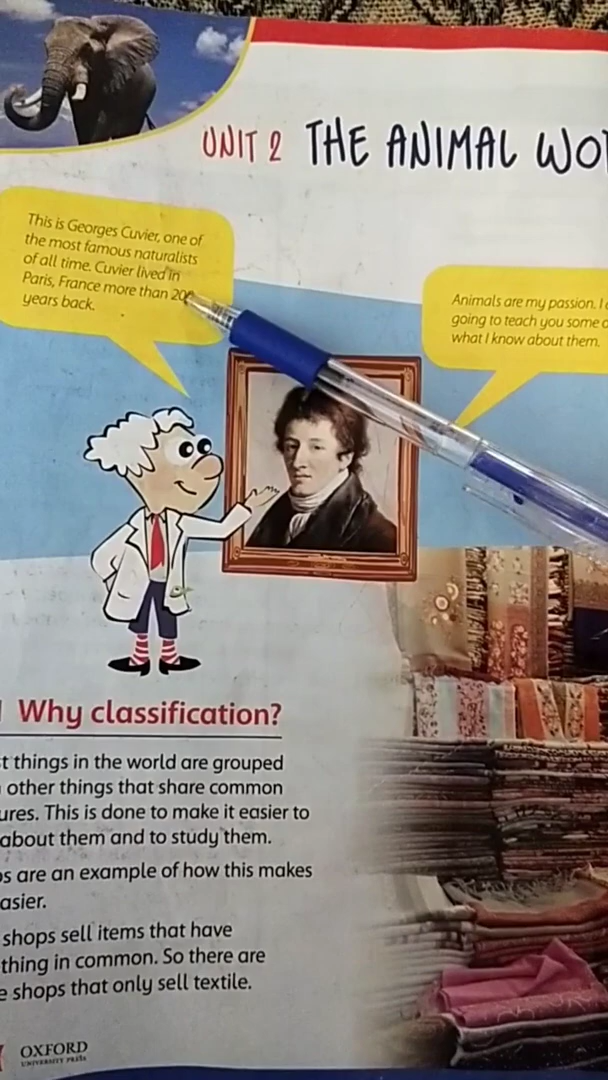 UNIT 2 THE ANIMAL
This is Georges Cuvier, one of
the most famous naturalists
of all time. Cuvier lived in
Paris, France more than
years back.
Animals are my passion. I
going to teach you some
what I know about them.
Why classification?
things in the world are grouped
other things that share common
This is done to make it easier to
about them and to study them.
are an example of how this makes
shops sell items that have
thing in common. So there are
shops that only sell textile.
OXFORD
UNIVERSITY PRESS